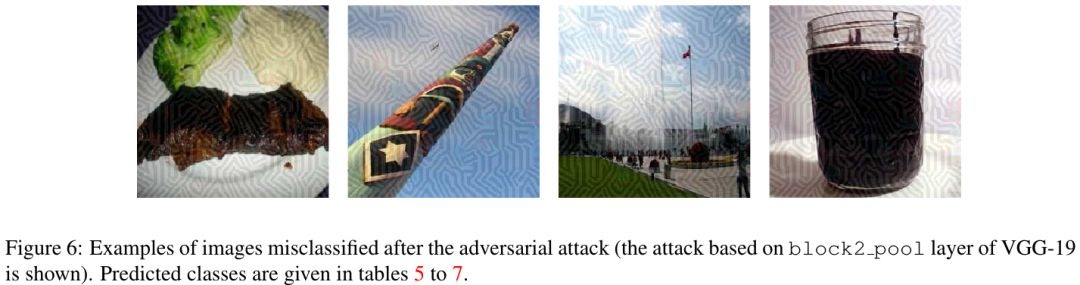 Figure 6: Examples of images misclassified after the adversarial attack (the attack based on block2_pool layer of VGG-19
is shown). Predicted classes are given in tables 5 to 7.